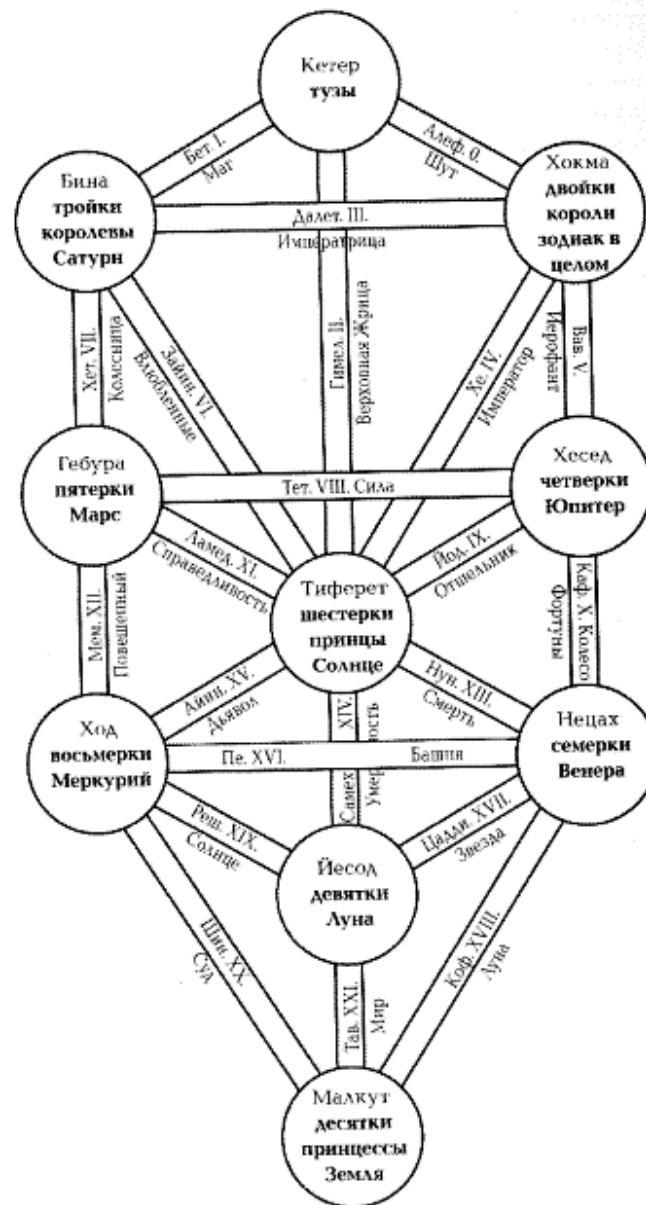 Кетер
тузы
Бет. I.
Маг
Алеф. 0.
Шут
Бина
тройки
королевы
Сатурн
Хокма
двойки
короли
зодиак в
целом
Далет. III.
Императрица
Хет. VII.
Колесница
Зайин. VI.
Влюбленные
Гимел. II.
Верховная Жрица
Хе. IV.
Император
Вав. V.
Иерофант
Гебура
пятерки
Марс
Хесед
четверки
Юпитер
Тет. VIII. Сила
Ламед. XI.
Справедливость
Йод. IX.
Отшельник
Тиферет
шестерки
принцы
Солнце
Мем. XII.
Повешенный
Каф. X. Колесо
Фортуны
Айин. XV.
Дьявол
Нун. XIII.
Смерть
Самех XIV.
Умер ность
Ход
восьмерки
Меркурий
Нецах
семерки
Венера
Пе. XVI. Башня
Реш. XIX.
Солнце
Цадди. XVII.
Звезда
Йесод
девятки
Луна
Шин. XX.
Суд
Тав. XXI.
Мир
Коф. XVIII.
Луна
Малкут
десятки
принцессы
Земля